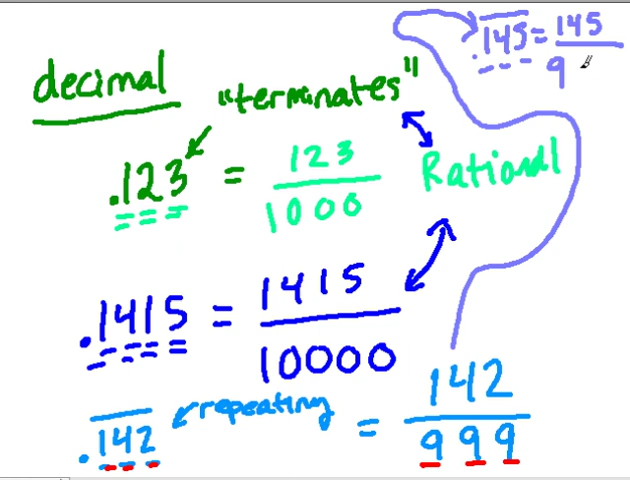 decimal
"terminates"
.145 = 145/9
.123 = 123/1000
Rational
.1415 = 1415/10000
.142 repeating = 142/999